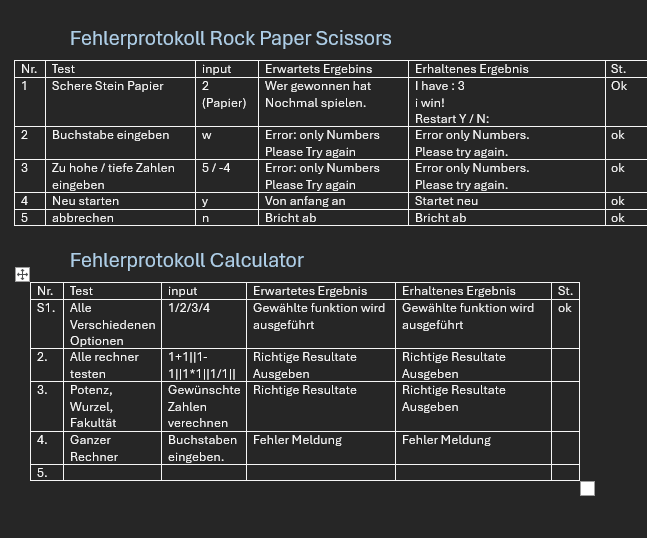 Fehlerprotokoll Rock Paper Scissors
Nr. Test input Erwartets Ergebins Erhaltenes Ergebnis St.
1 Schere Stein Papier 2 Wer gewonnen hat I have : 3 Ok
(Papier) Nochmal spielen. i win!
Restart Y / N:
2 Buchstabe eingeben w Error: only Numbers Error only Numbers. ok
Please Try again Please try again.
3 Zu hohe / tiefe Zahlen 5 / -4 Error: only Numbers Error only Numbers. ok
eingeben Please Try again Please try again.
4 Neu starten y Von anfang an Startet neu ok
5 abbrechen n Bricht ab Bricht ab ok
Fehlerprotokoll Calculator
Nr. Test input Erwartetes Ergebnis Erhaltenes Ergebnis St.
S1. Alle 1/2/3/4 Gewählte funktion wird Gewählte funktion wird ok
Verschiedenen ausgeführt ausgeführt
Optionen
2. Alle rechner 1+1||1- Richtige Resultate Richtige Resultate
testen 1||1*1||1/1|| Ausgeben Ausgeben
3. Potenz, Gewünschte Richtige Resultate Richtige Resultate
Wurzel, Zahlen Ausgeben
Fakultät verechnen
4. Ganzer Buchstaben Fehler Meldung Fehler Meldung
Rechner eingeben.
5.